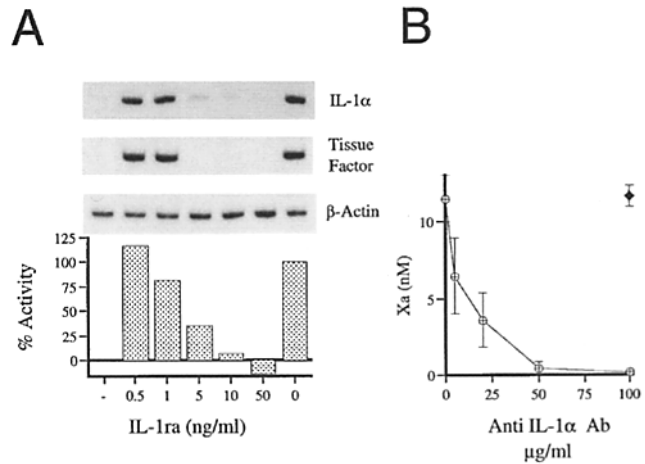 A
B
IL-1α
Tissue
Factor
β-Actin
125
100
75
50
25
0
% Activity
- 0.5 1 5 10 50 0
IL-1ra (ng/ml)
10
5
0
Xa (nM)
0 25 50 75 100
Anti IL-1α Ab
µg/ml